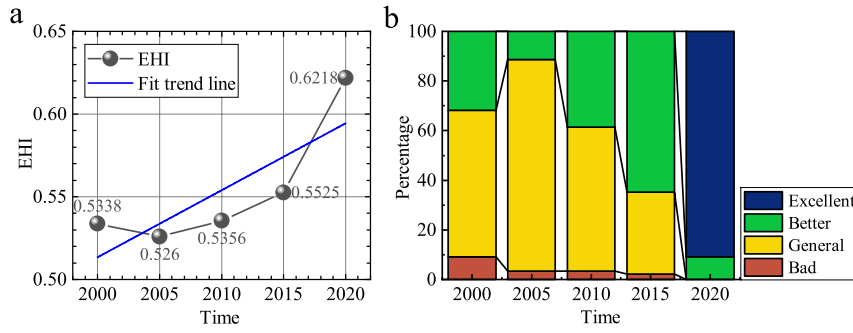 a
0.65
0.60
0.55
0.50
EHI
EHI
Fit trend line
0.5338
0.526
0.5356
0.5525
0.6218
2000
2005
2010
2015
2020
Time
b
100
80
60
40
20
0
Percentage
2000
2005
2010
2015
2020
Time
Excellent
Better
General
Bad